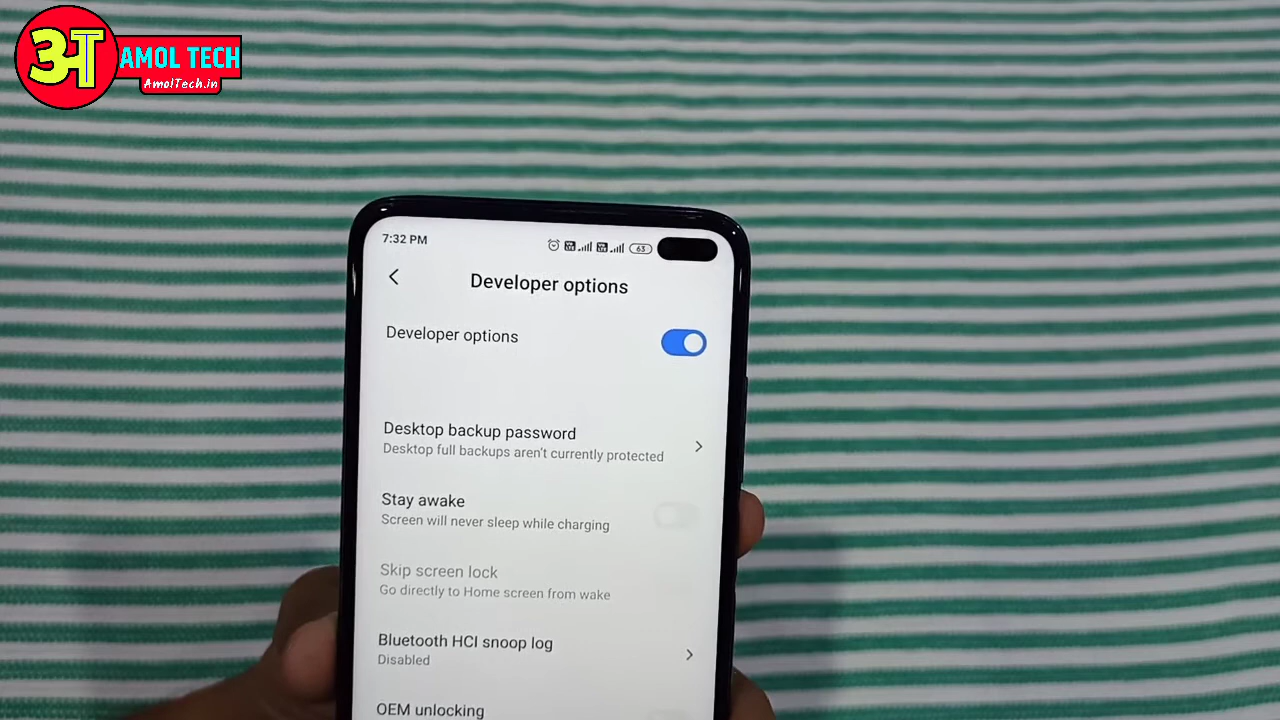 अ
AMOL TECH
AmolTech.in
7:32 PM
63
Developer options
Developer options
Desktop backup password
Desktop full backups aren't currently protected
Stay awake
Screen will never sleep while charging
Skip screen lock
Go directly to Home screen from wake
Bluetooth HCI snoop log
Disabled
OEM unlocking